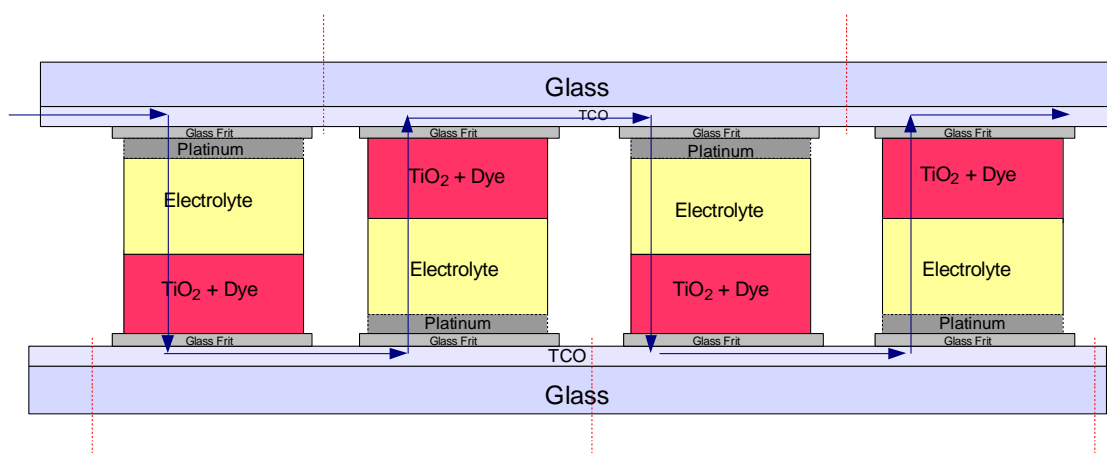 Glass
TCO
Glass Frit
Glass Frit
Glass Frit
Glass Frit
Platinum
TiO₂ + Dye
Platinum
TiO₂ + Dye
Electrolyte
Electrolyte
TiO₂ + Dye
Electrolyte
TiO₂ + Dye
Electrolyte
Platinum
Platinum
Glass Frit
Glass Frit
Glass Frit
Glass Frit
TCO
Glass